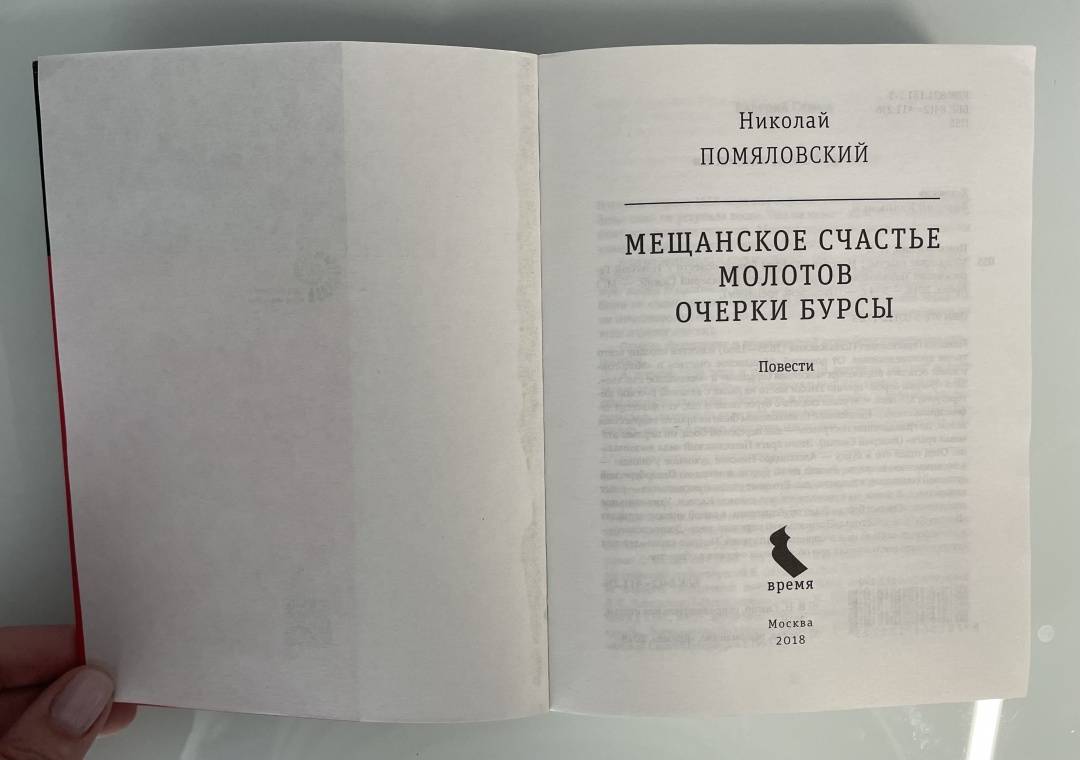 Николай
ПОМЯЛОВСКИЙ
МЕЩАНСКОЕ СЧАСТЬЕ
МОЛОТОВ
ОЧЕРКИ БУРСЫ
Повести
время
Москва
2018